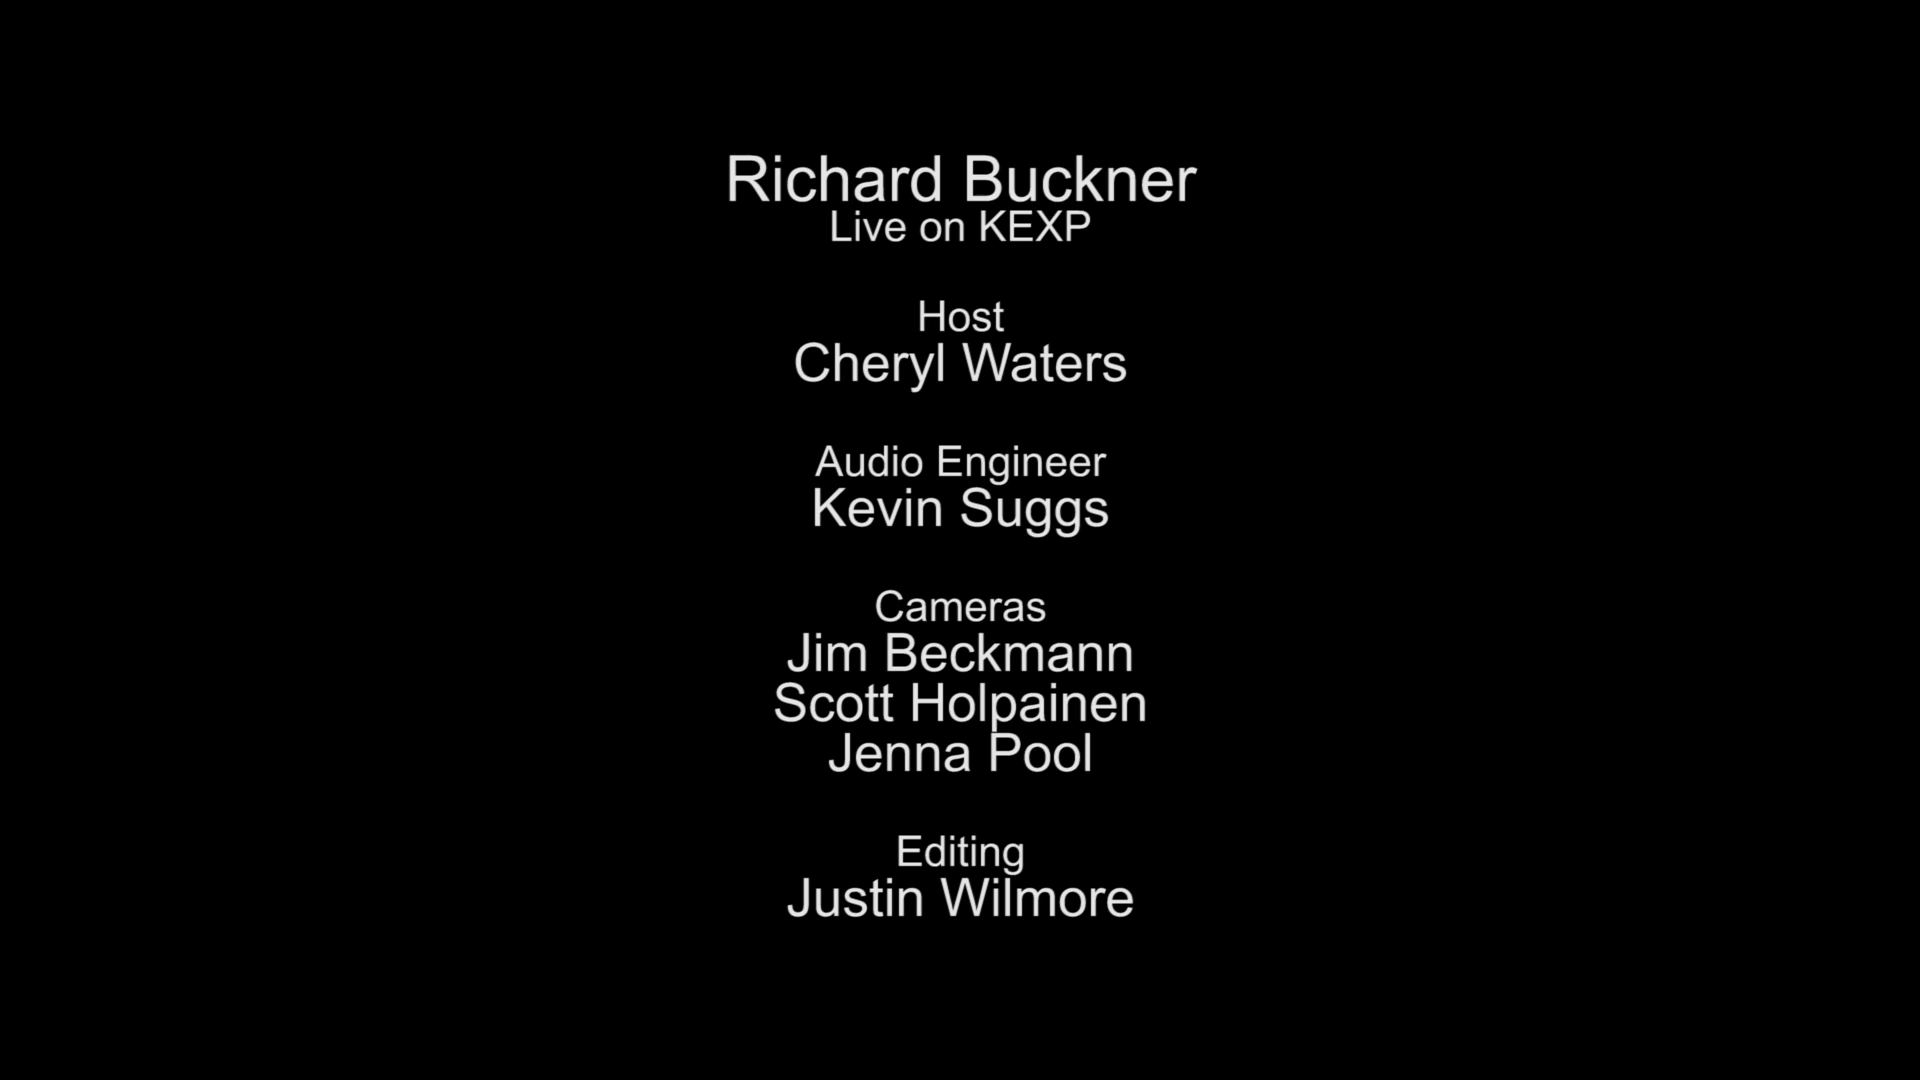 Richard Buckner
Live on KEXP
Host
Cheryl Waters
Audio Engineer
Kevin Suggs
Cameras
Jim Beckmann
Scott Holpainen
Jenna Pool
Editing
Justin Wilmore